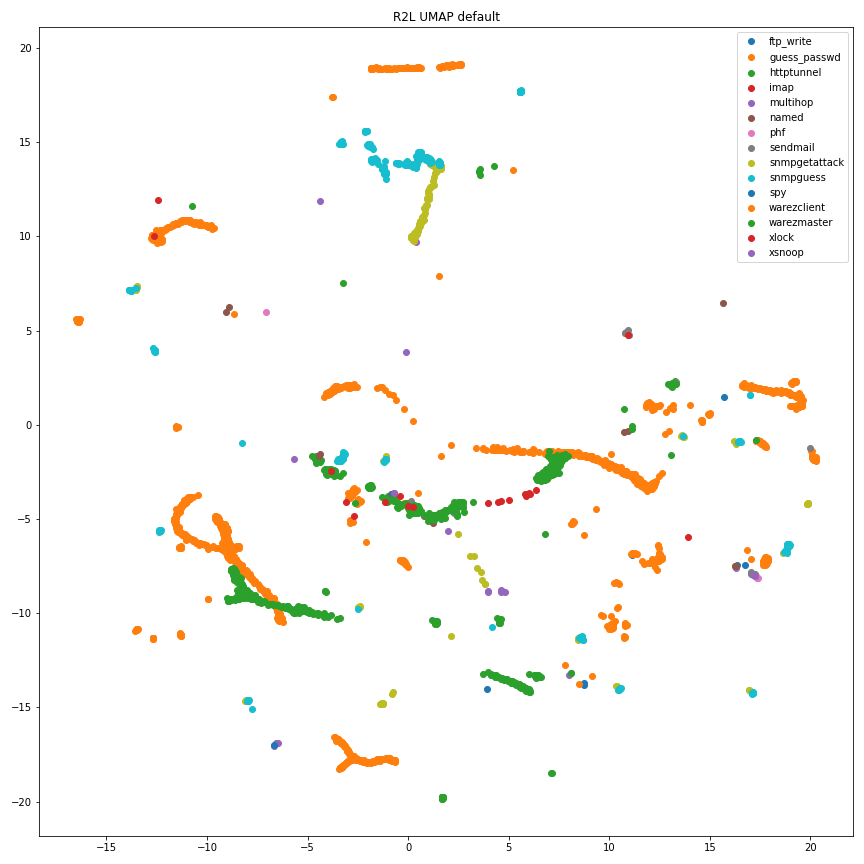 R2L UMAP default
ftp_write
guess_passwd
httptunnel
imap
multihop
named
phf
sendmail
snmpgetattack
snmpguess
spy
warezclient
warezmaster
xlock
xsnoop
20
15
10
5
0
−5
−10
−15
−20
−15
−10
−5
0
5
10
15
20